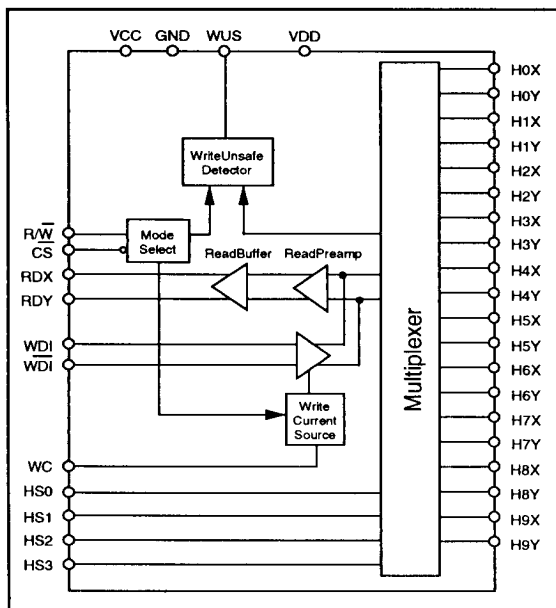 VCC GND WUS VDD
WriteUnsafe
Detector
R/W̅
C̅S̅
Mode
Select
ReadBuffer ReadPreamp
RDX
RDY
WDI
W̅D̅I̅
Write
Current
Source
WC
HS0
HS1
HS2
HS3
Multiplexer
H0X
H0Y
H1X
H1Y
H2X
H2Y
H3X
H3Y
H4X
H4Y
H5X
H5Y
H6X
H6Y
H7X
H7Y
H8X
H8Y
H9X
H9Y